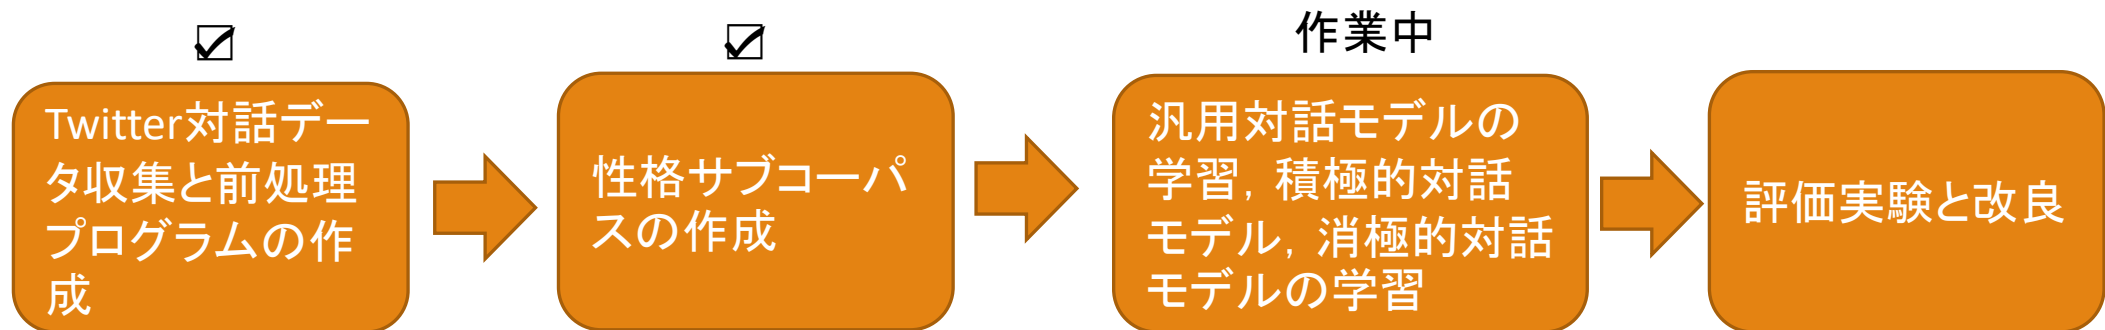 ☑
Twitter対話デー
タ収集と前処理
プログラムの作
成
☑
性格サブコーパ
スの作成
作業中
汎用対話モデルの
学習，積極的対話
モデル，消極的対話
モデルの学習
評価実験と改良